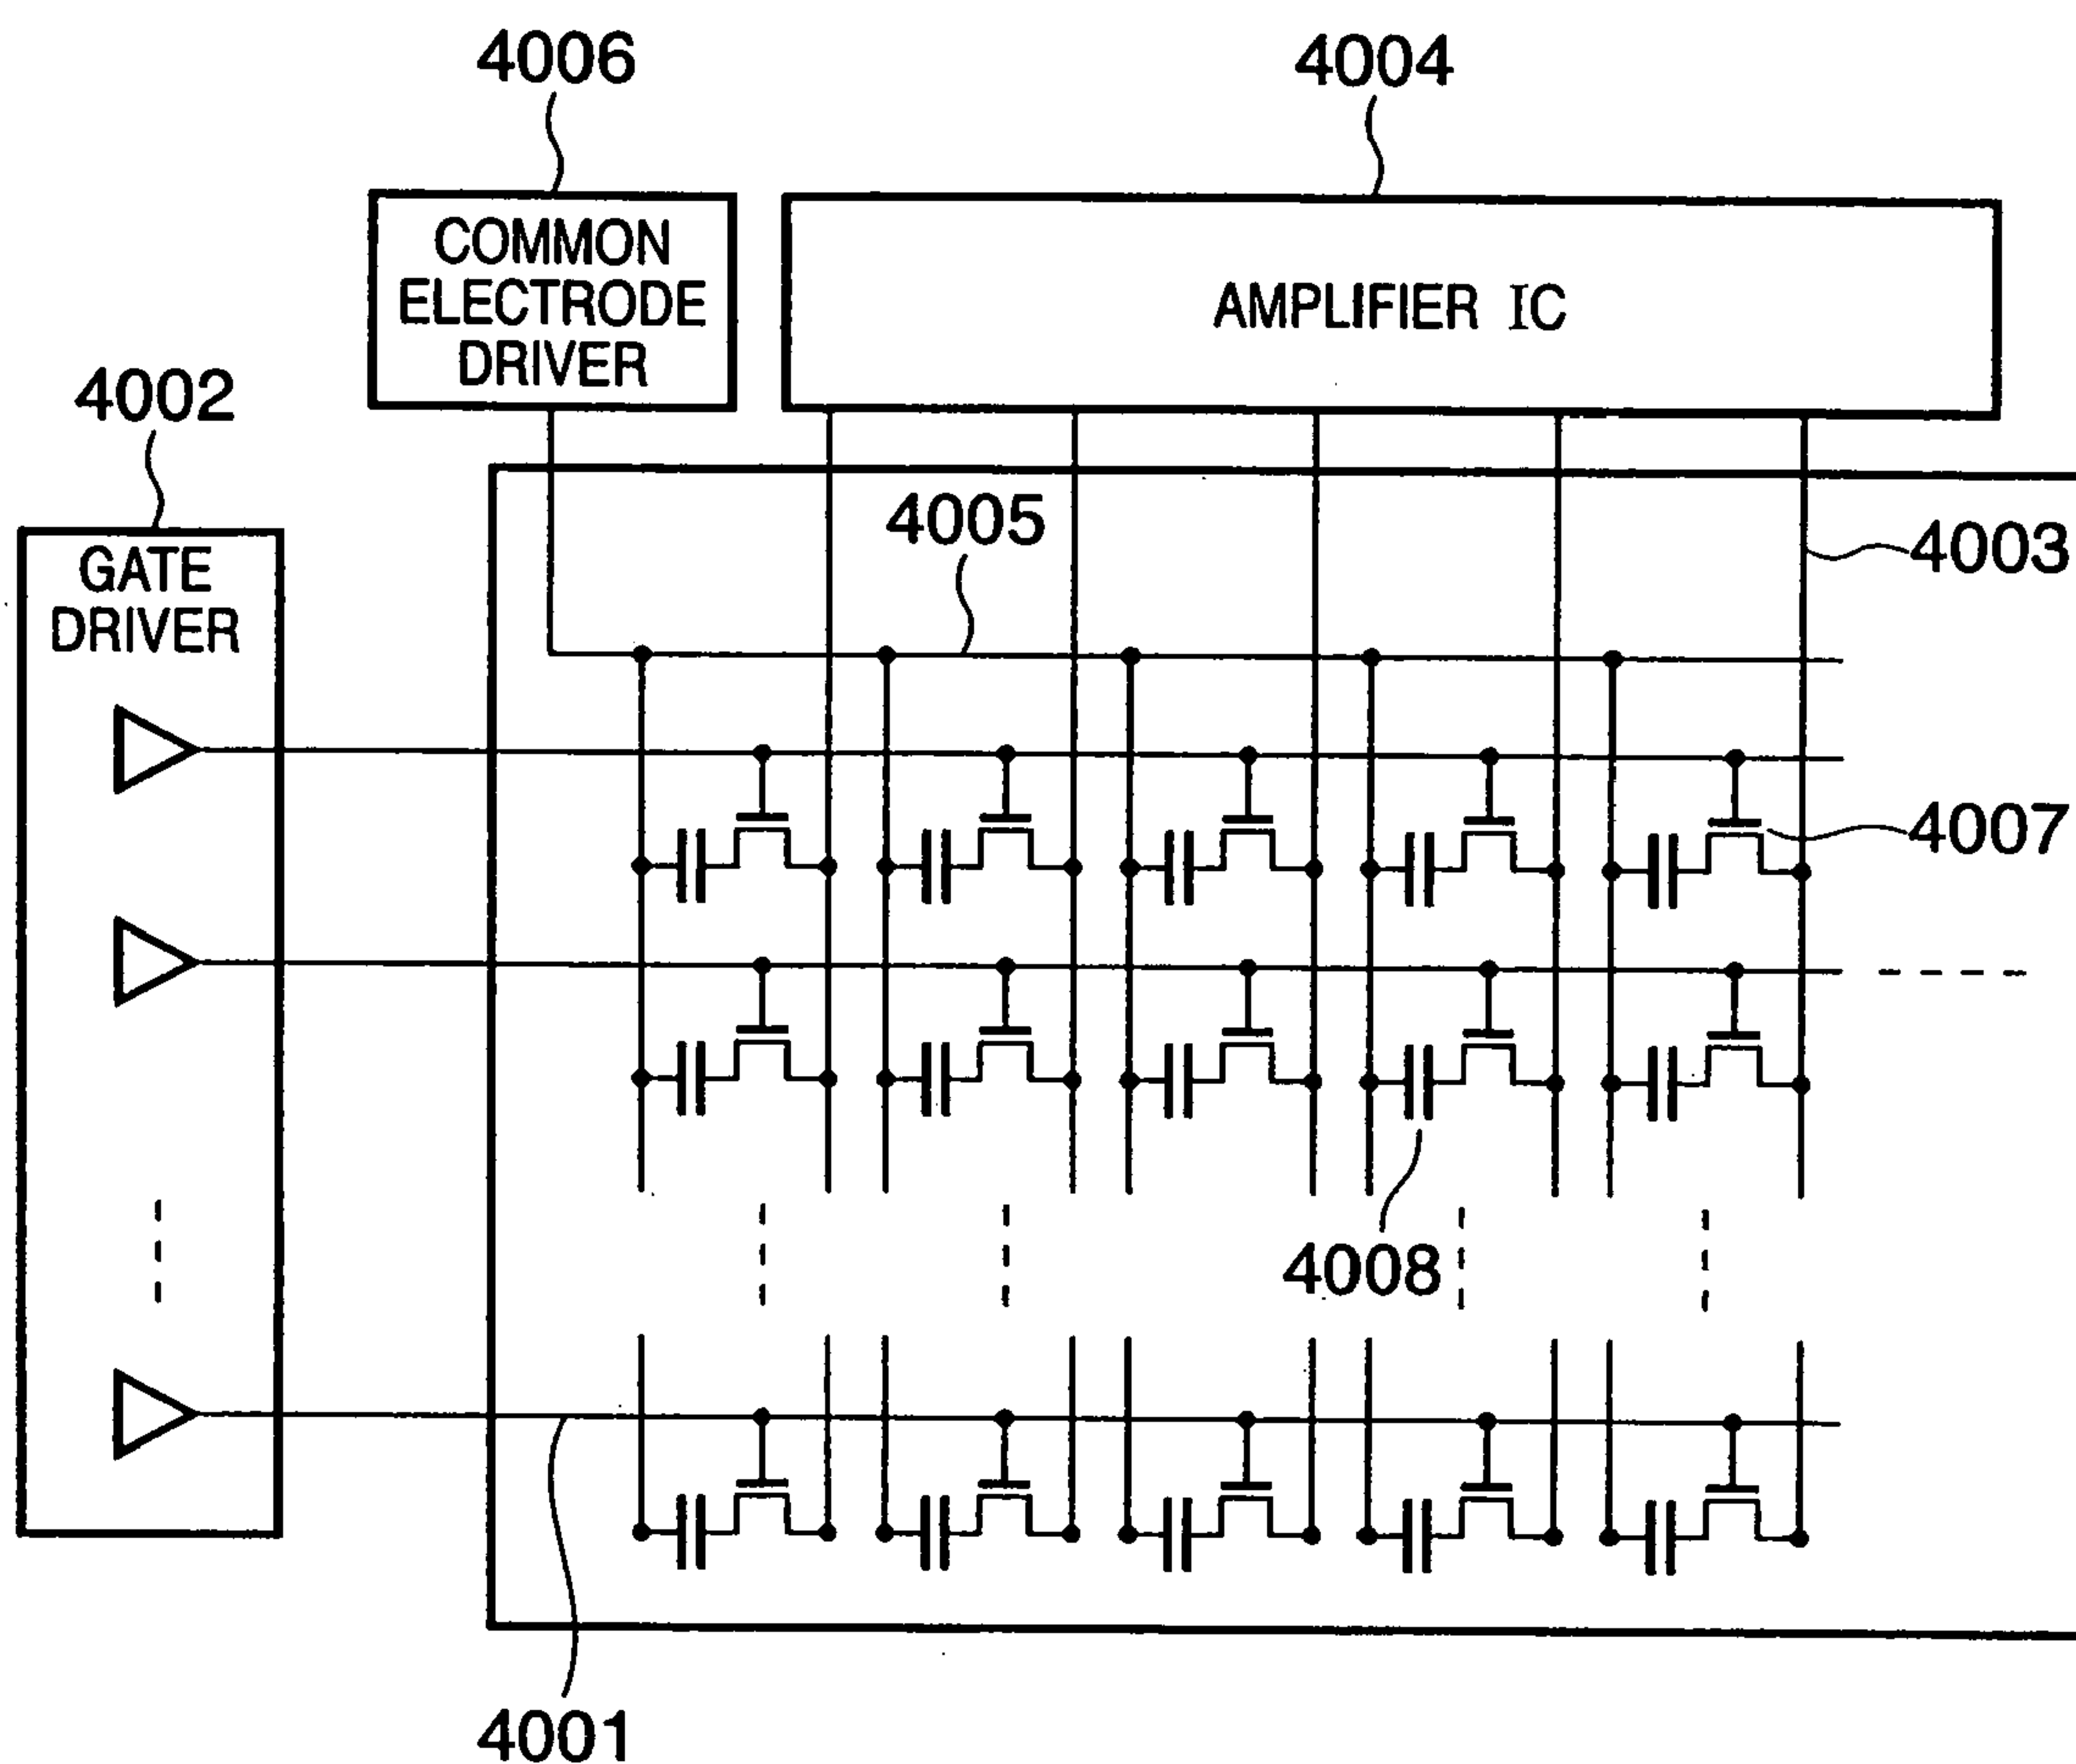 4006
4004
COMMON
ELECTRODE
DRIVER
AMPLIFIER IC
4002
GATE
DRIVER
4005
4003
4007
4008
4001